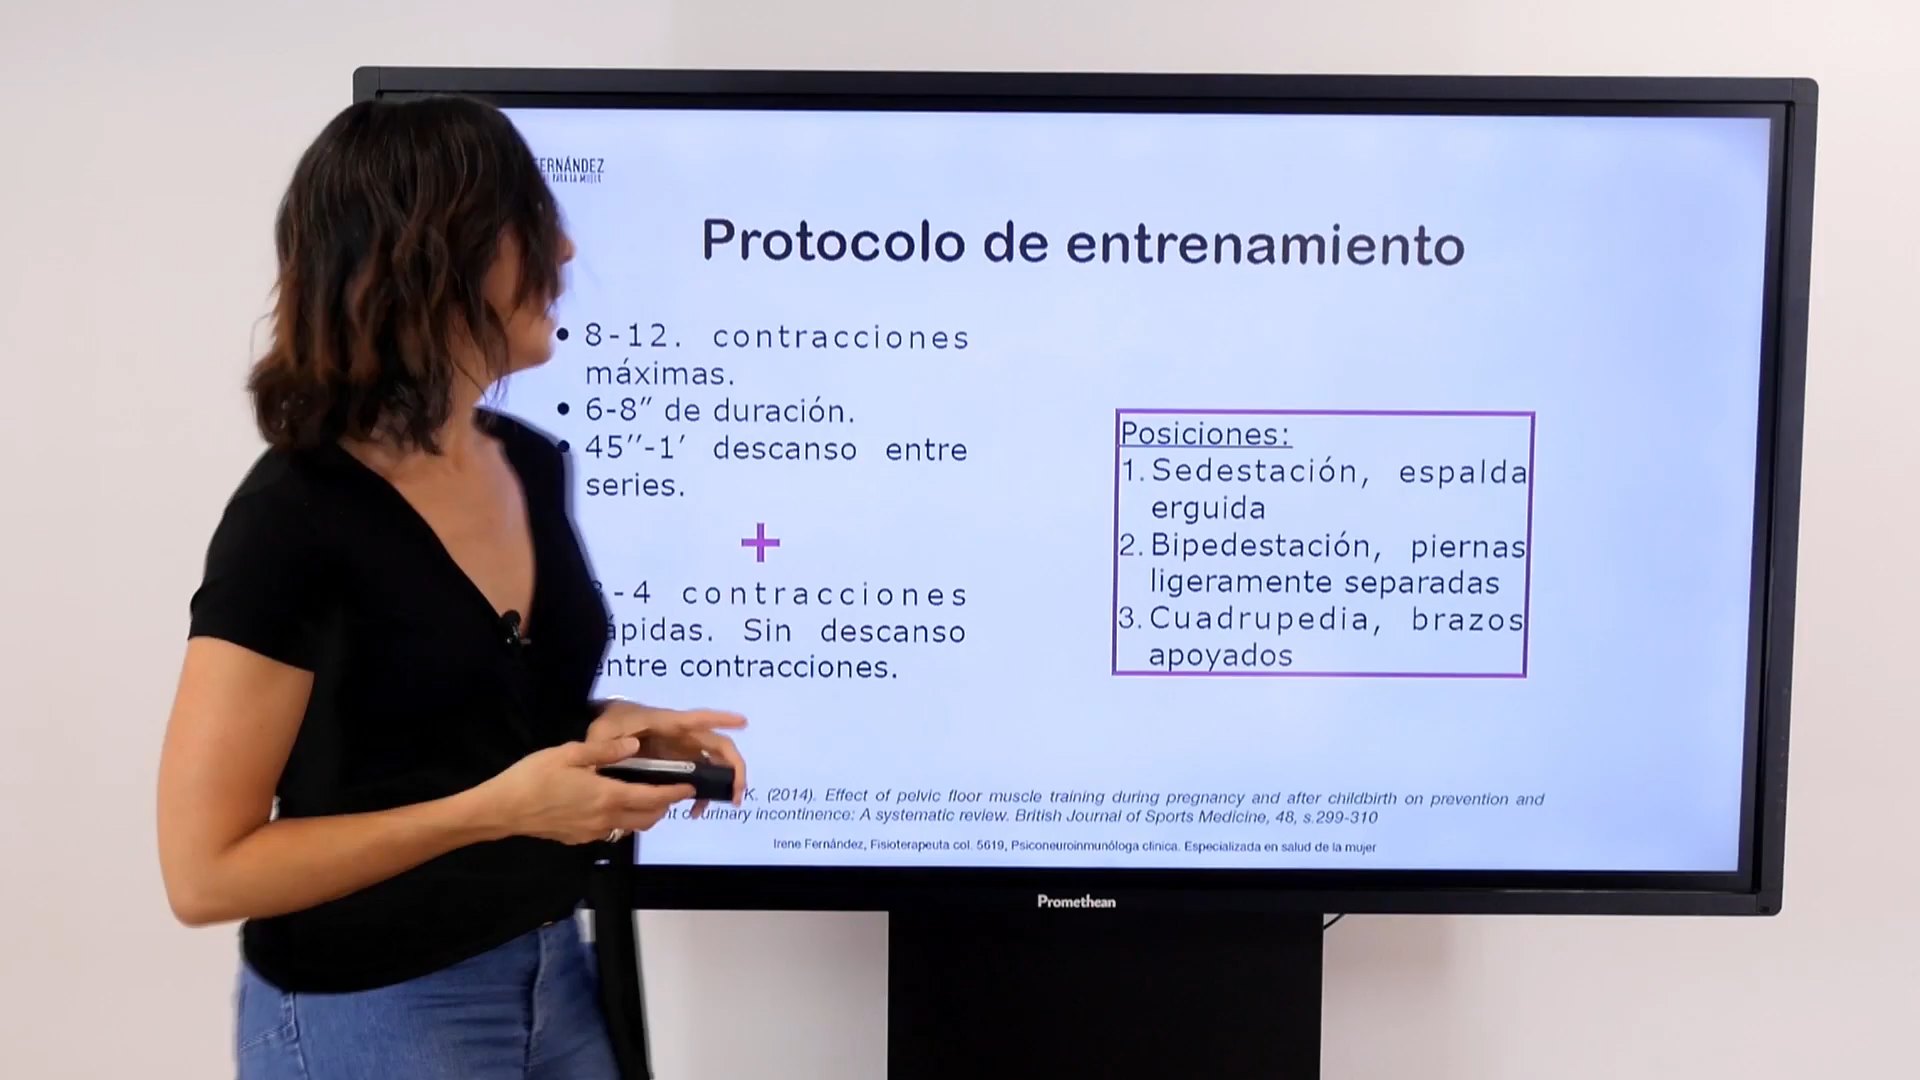 FERNÁNDEZ
PARA LA MUJER
Protocolo de entrenamiento
• 8-12. contracciones
máximas.
• 6-8” de duración.
• 45’’-1’ descanso entre
series.
+
-4 contracciones
ápidas. Sin descanso
entre contracciones.
Posiciones:
1. Sedestación, espalda
erguida
2. Bipedestación, piernas
ligeramente separadas
3. Cuadrupedia, brazos
apoyados
K. (2014). Effect of pelvic floor muscle training during pregnancy and after childbirth on prevention and
urinary incontinence: A systematic review. British Journal of Sports Medicine, 48, s.299-310
Irene Fernández, Fisioterapeuta col. 5619, Psiconeuroinmunóloga clínica. Especializada en salud de la mujer
Promethean